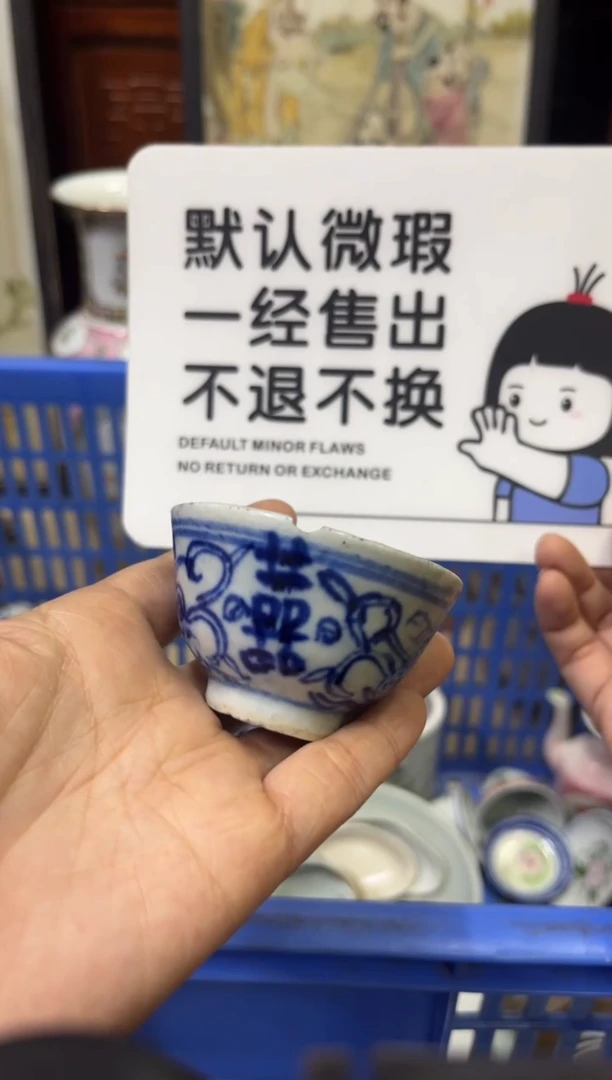 默认微瑕
一经售出
不退不换
DEFAULT MINOR FLAWS
NO RETURN OR EXCHANGE
囍